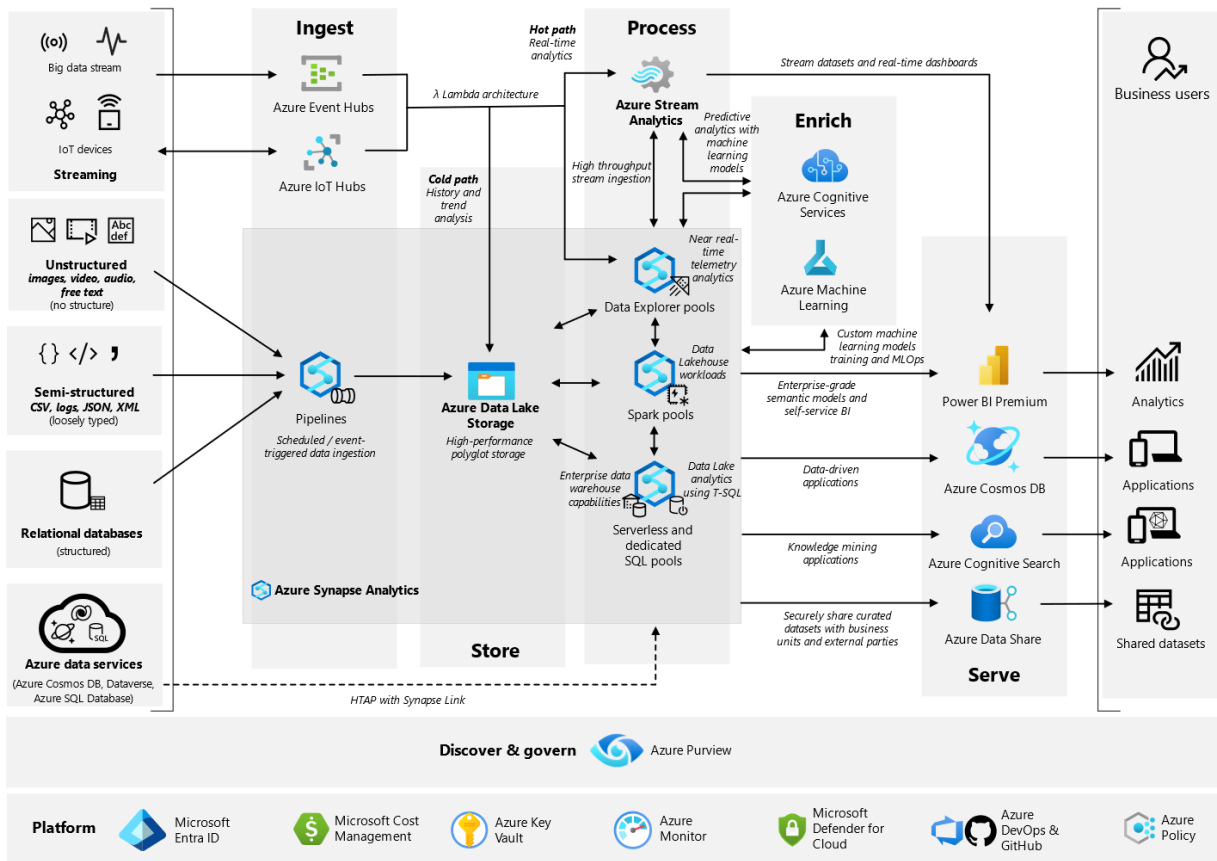 Ingest
Hot path
Real-time
analytics
Process
Big data stream
Azure Event Hubs
λ Lambda architecture
Azure Stream
Analytics
Stream datasets and real-time dashboards
Business users
IoT devices
Streaming
Azure IoT Hubs
Cold path
History and
trend
analysis
High throughput
stream ingestion
Predictive
analytics with
machine
learning
models
Enrich
Azure Cognitive
Services
Abc
def
Unstructured
images, video, audio,
free text
(no structure)
Near real-
time
telemetry
analytics
Data Explorer pools
Azure Machine
Learning
Custom machine
learning models
training and MLOps
{ } </> ,
Semi-structured
CSV, logs, JSON, XML
(loosely typed)
Pipelines
Scheduled / event-
triggered data ingestion
Azure Data Lake
Storage
High-performance
polyglot storage
Data
Lakehouse
workloads
Spark pools
Enterprise-grade
semantic models and
self-service BI
Power BI Premium
Analytics
Relational databases
(structured)
Enterprise data
warehouse
capabilities
Data Lake
analytics
using T-SQL
Serverless and
dedicated
SQL pools
Data-driven
applications
Azure Cosmos DB
Applications
Knowledge mining
applications
Azure Cognitive Search
Applications
Azure Synapse Analytics
SQL
Azure data services
(Azure Cosmos DB, Dataverse,
Azure SQL Database)
HTAP with Synapse Link
Store
Securely share curated
datasets with business
units and external parties
Azure Data Share
Shared datasets
Serve
Discover & govern
Azure Purview
Platform
Microsoft
Entra ID
Microsoft Cost
Management
Azure Key
Vault
Azure
Monitor
Microsoft
Defender for
Cloud
Azure
DevOps &
GitHub
Azure
Policy